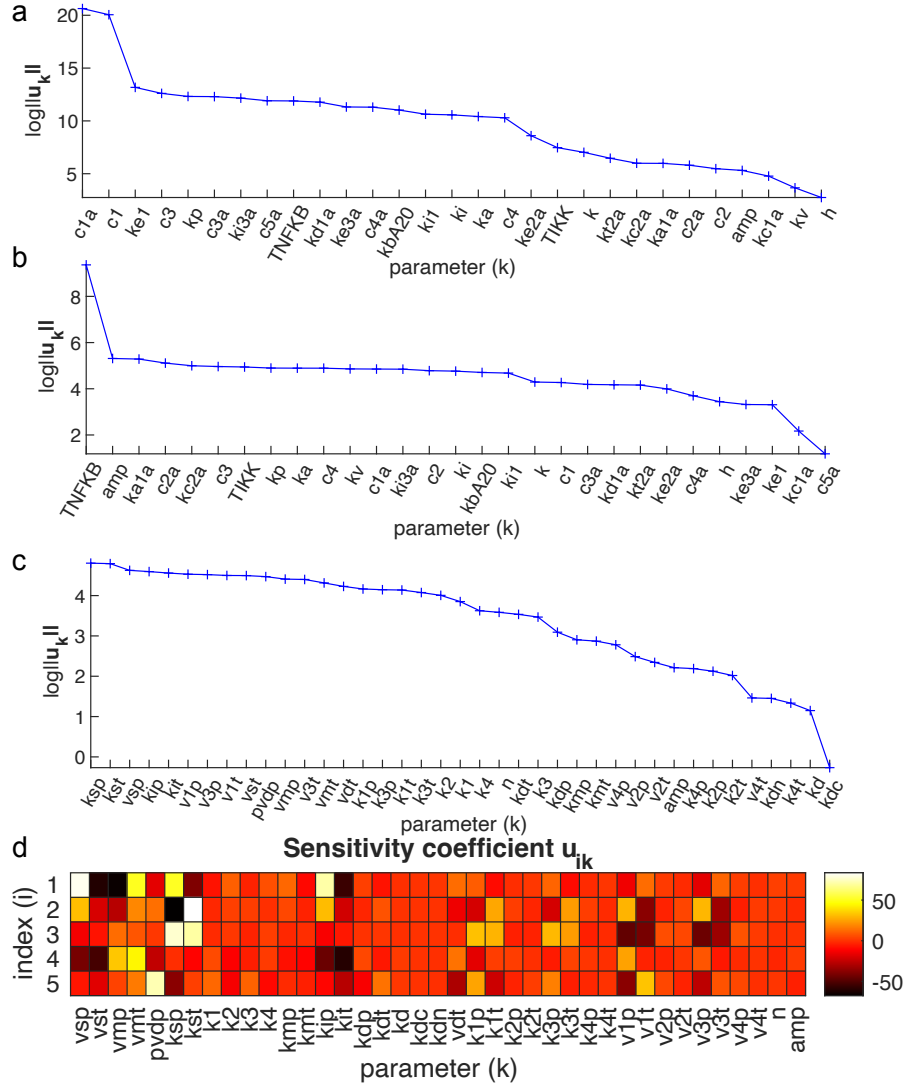 a
20
15
10
5
log||u_k||
c1a c1 ke1 c3 kp c3a ki3a c5a TNFKB kd1a ke3a c4a kbA20 ki1 ki ka c4 ke2a TIKK k kt2a kc2a ka1a c2a c2 amp kc1a kv h
parameter (k)
b
8
6
4
2
log||u_k||
TNFKB amp ka1a c2a kc2a c3 TIKK kp ka c4 kv c1a ki3a c2 ki kbA20 ki1 k c1 c3a kd1a kt2a ke2a c4a h ke3a ke1 kc1a c5a
parameter (k)
c
4
3
2
1
0
log||u_k||
ksp kst vsp kip kit v1p v3p v1t vst pvdp vmp v3t vmt vdt k1p k3p k1t k3t k2 k1 k4 n kdt k3 kdp kmp kmt v4p v2p v2t amp k4p k2p k2t v4t kdn k4t kd kdc
parameter (k)
d
Sensitivity coefficient u_ik
1
2
3
4
5
index (i)
vsp vst vmp vmt pvdp ksp kst k1 k2 k3 k4 kmp kmt kip kit kdp kdt kd kdc kdn vdt k1p k1t k2p k2t k3p k3t k4p k4t v1p v1t v2p v2t v3p v3t v4p v4t n amp
parameter (k)
50
0
-50